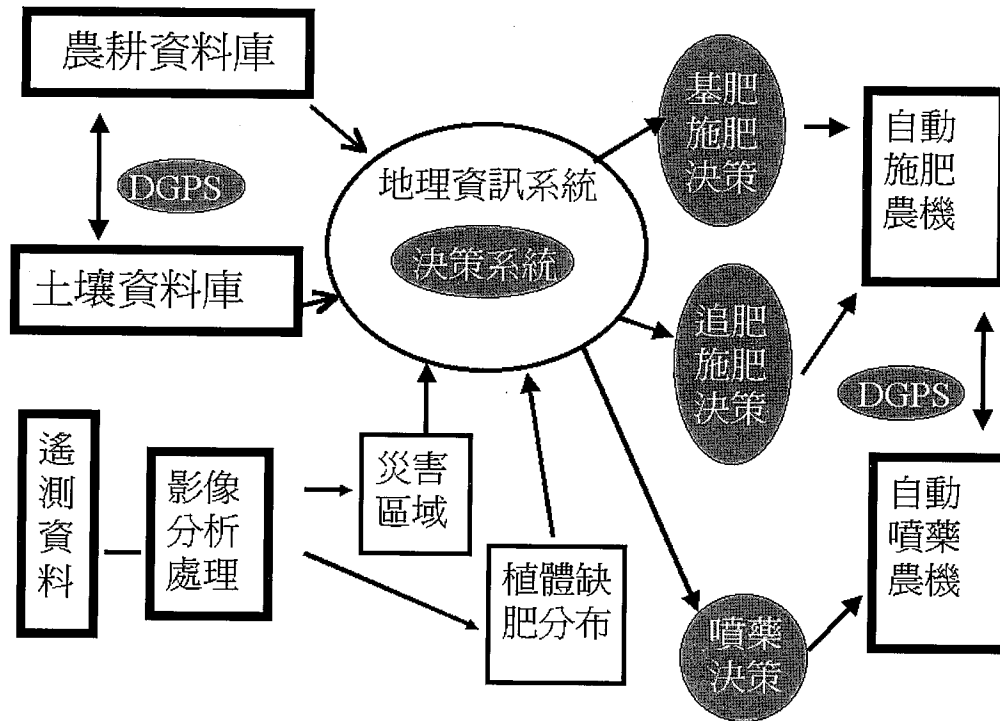 農耕資料庫
DGPS
土壤資料庫
地理資訊系統
決策系統
基肥
施肥
決策
自動
施肥
農機
追肥
施肥
決策
DGPS
遙
測
資
料
影像
分析
處理
災害
區域
植體缺
肥分布
噴藥
決策
自動
噴藥
農機